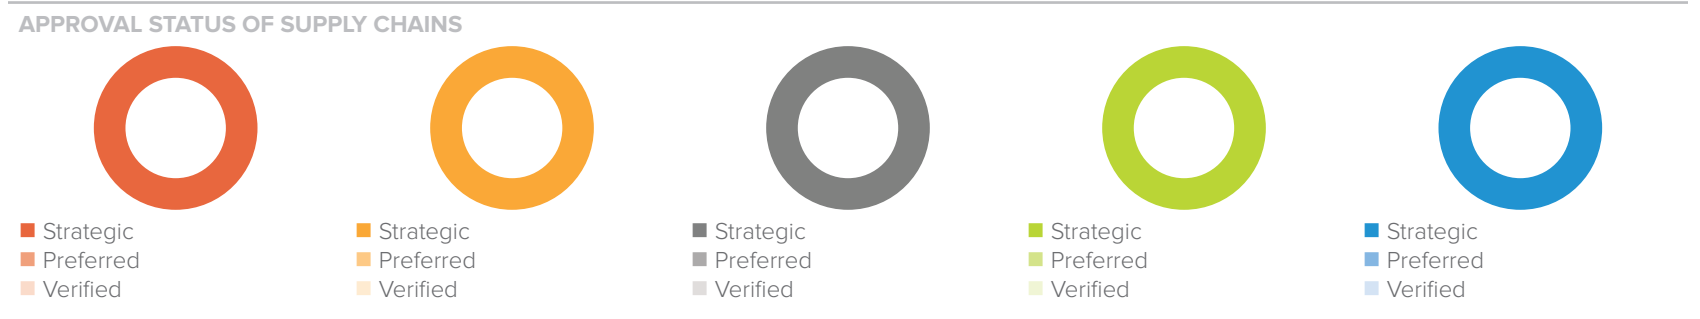 APPROVAL STATUS OF SUPPLY CHAINS
Strategic
Preferred
Verified
Strategic
Preferred
Verified
Strategic
Preferred
Verified
Strategic
Preferred
Verified
Strategic
Preferred
Verified